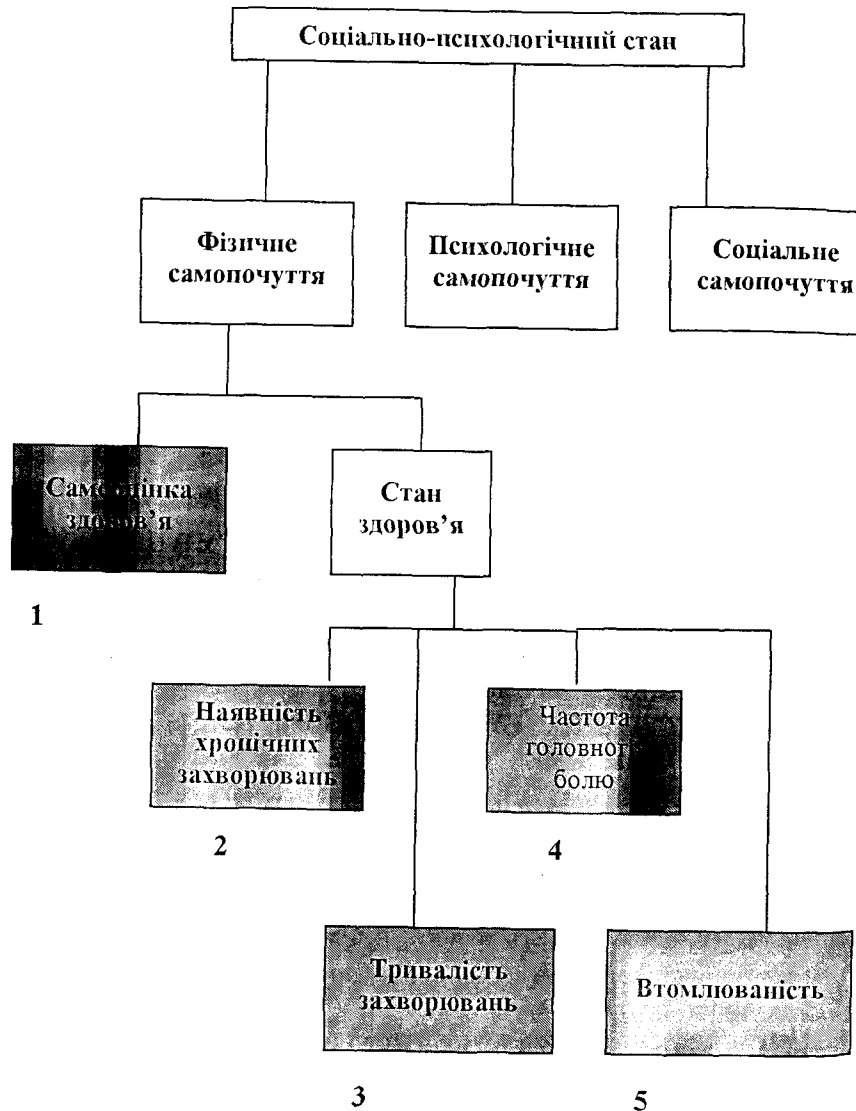 Соціально-психологічний стан
Фізичне
самопочуття
Психологічне
самопочуття
Соціальне
самопочуття
Самооцінка
здоров’я
Стан
здоров’я
1
Наявність
хронічних
захворювань
Частота
головного
болю
2
4
Тривалість
захворювань
Втомлюваність
3
5